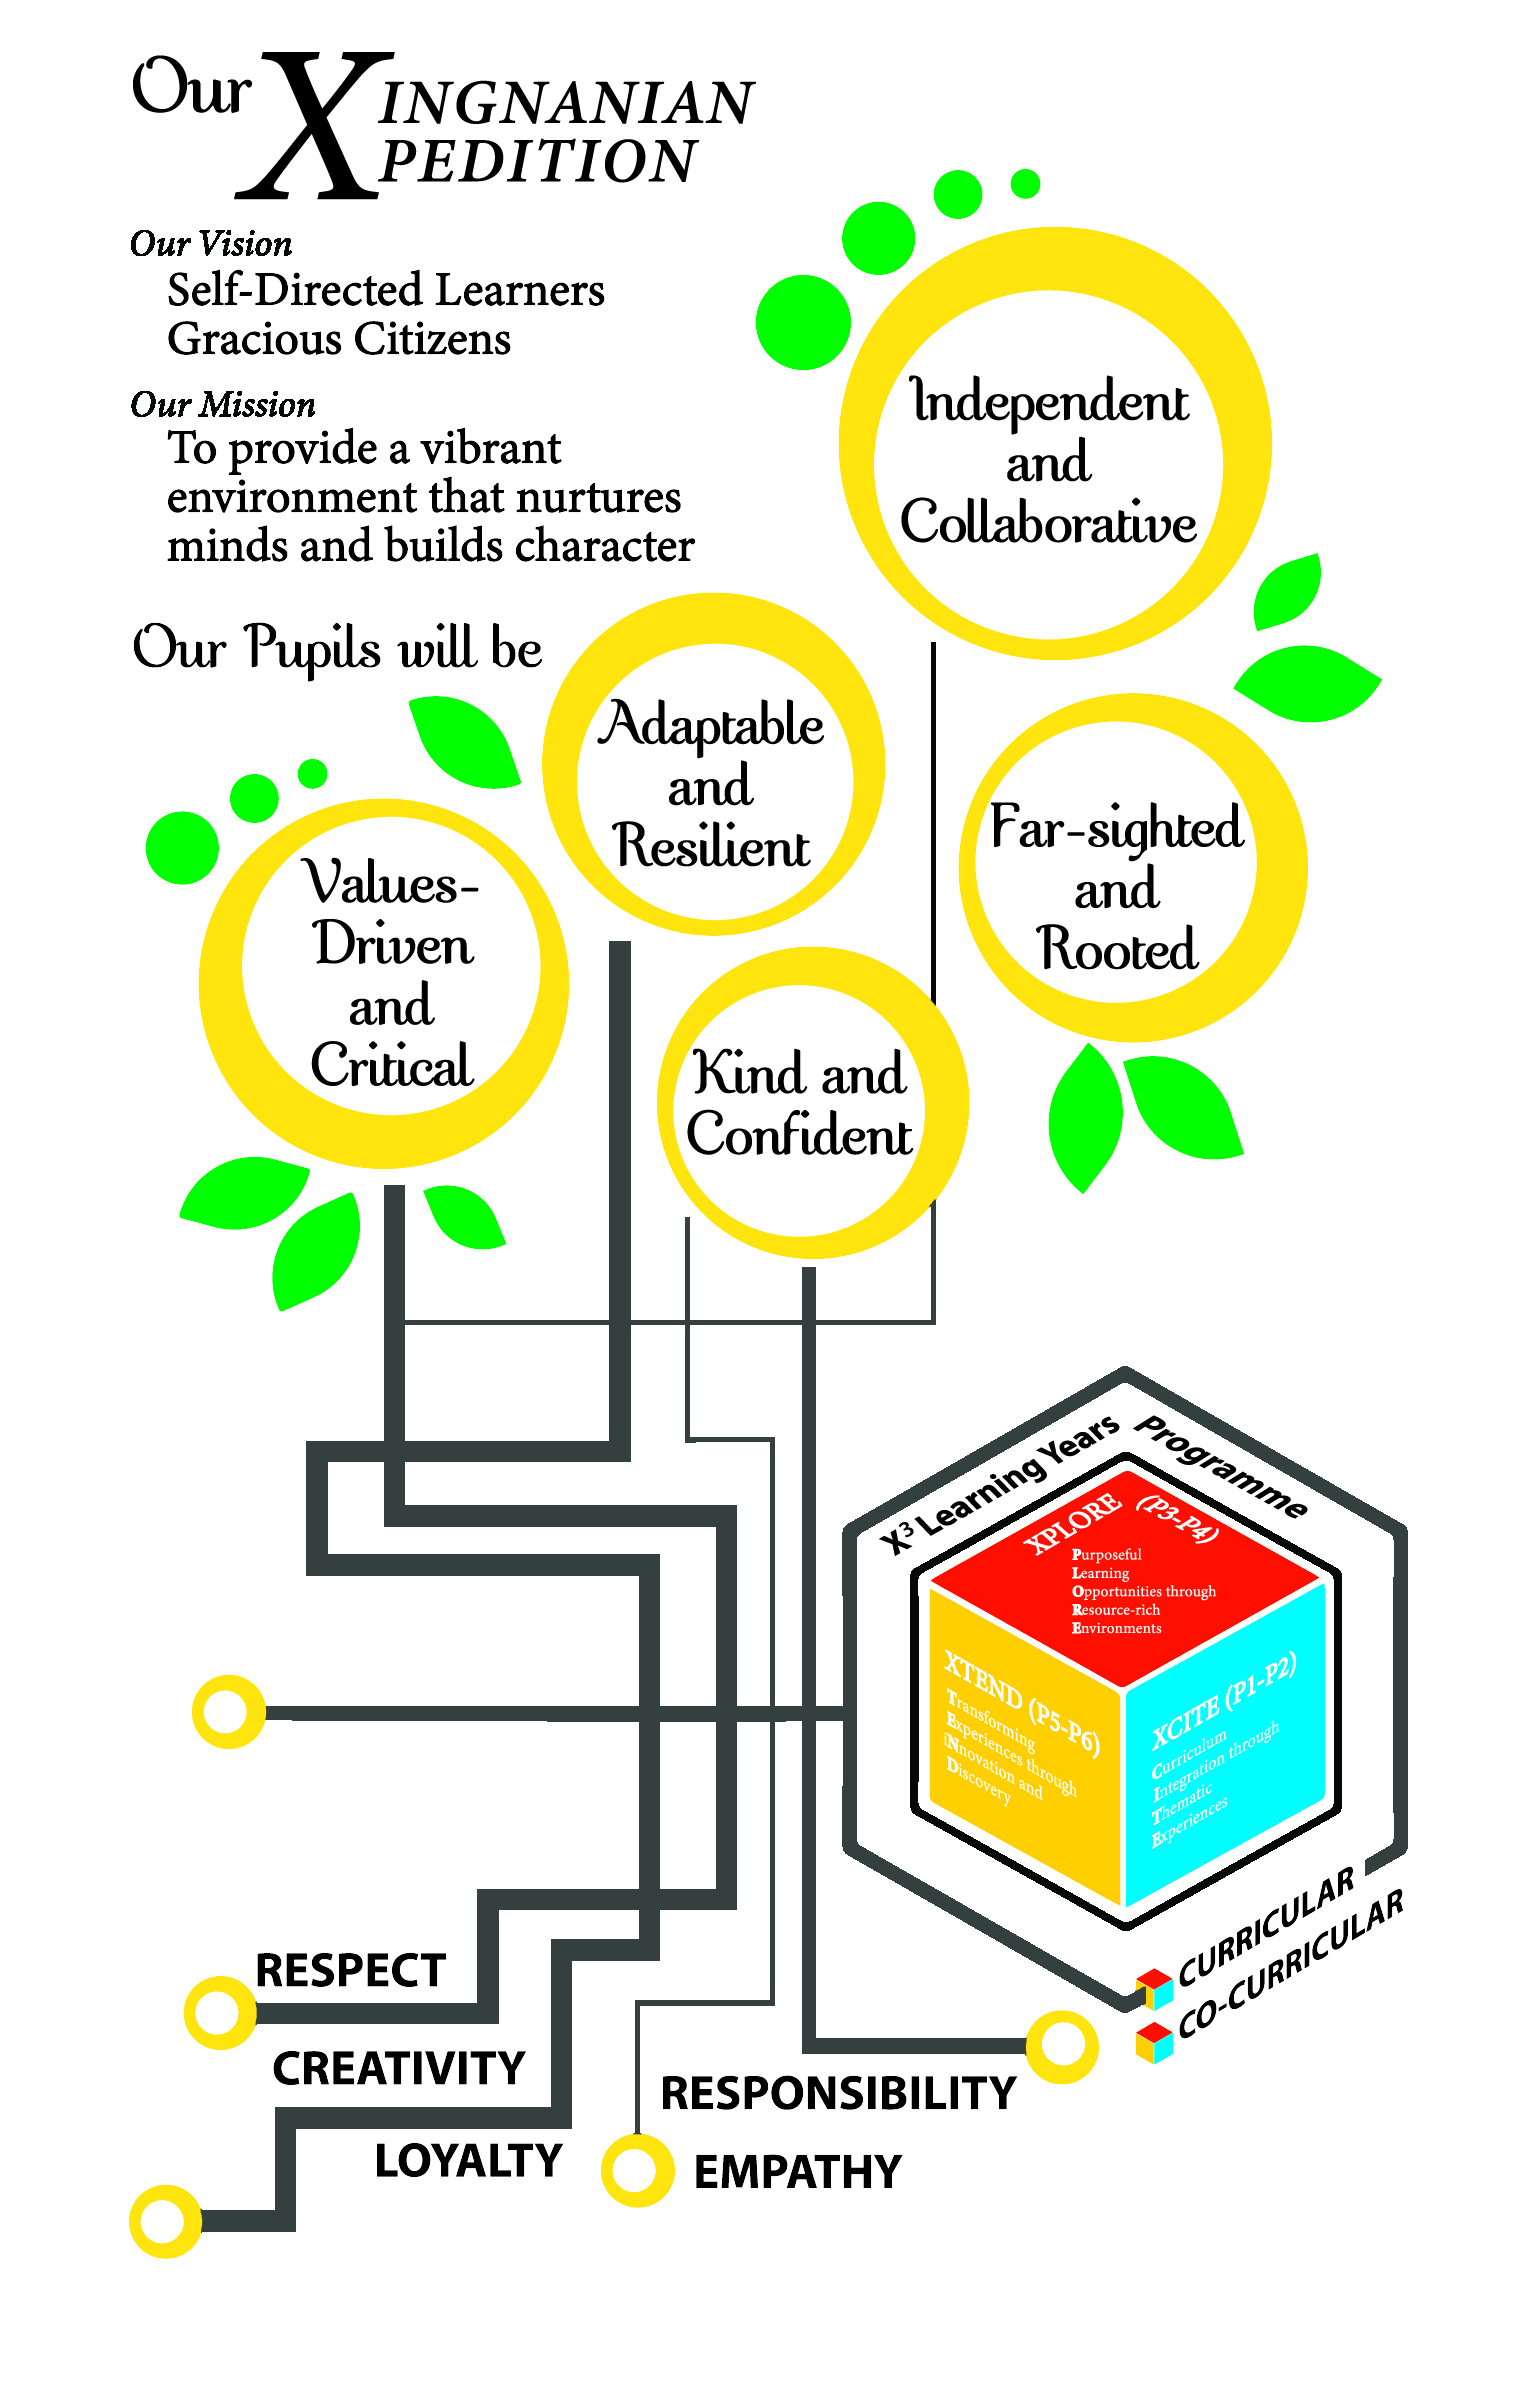 Our XINGNANIAN
XPEDITION
Our Vision
Self-Directed Learners
Gracious Citizens
Our Mission
To provide a vibrant
environment that nurtures
minds and builds character
Our Pupils will be
Independent
and
Collaborative
Adaptable
and
Resilient
Far-sighted
and
Rooted
Values-
Driven
and
Critical
Kind and
Confident
X³ Learning Years Programme
XPLORE (P3-P4)
Purposeful
Learning
Opportunities through
Resource-rich
Environments
XTEND (P5-P6)
Transforming
Experiences through
iNnovation and
Discovery
XCITE (P1-P2)
Curriculum
Integration through
Thematic
Experiences
CURRICULAR
CO-CURRICULAR
RESPECT
CREATIVITY
RESPONSIBILITY
LOYALTY
EMPATHY